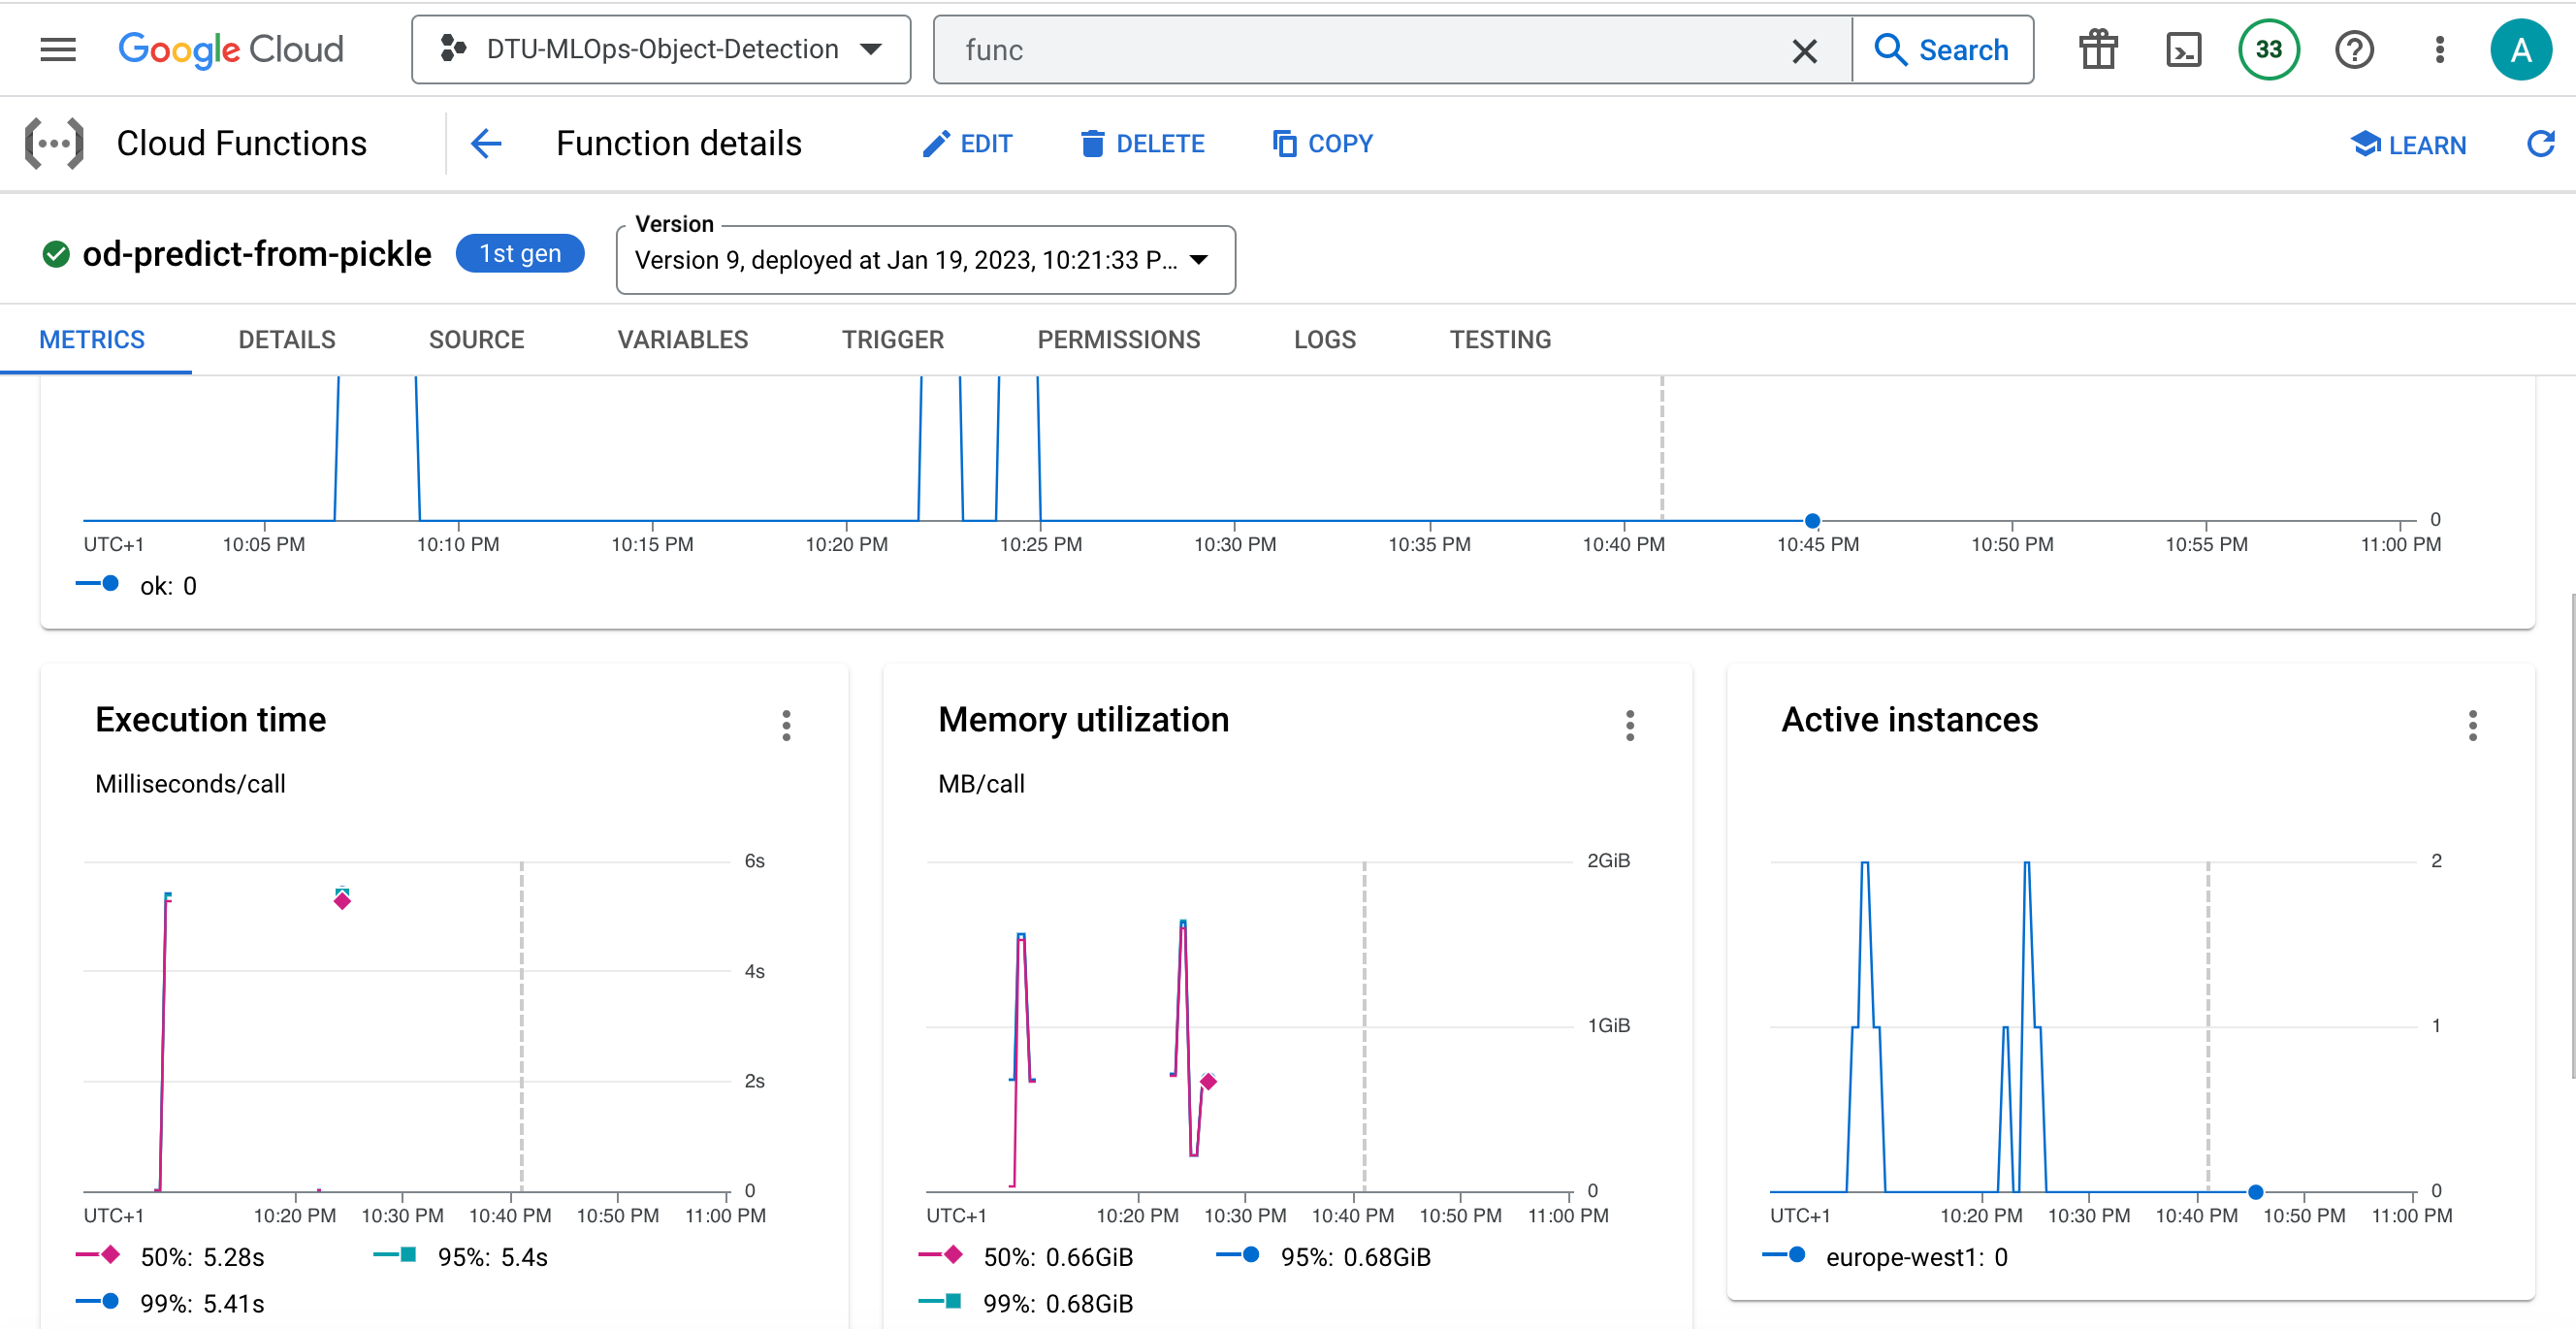 Google Cloud
DTU-MLOps-Object-Detection
func
Search
33
A
Cloud Functions
Function details
EDIT
DELETE
COPY
LEARN
od-predict-from-pickle
1st gen
Version
Version 9, deployed at Jan 19, 2023, 10:21:33 P...
METRICS
DETAILS
SOURCE
VARIABLES
TRIGGER
PERMISSIONS
LOGS
TESTING
0
UTC+1
10:05 PM
10:10 PM
10:15 PM
10:20 PM
10:25 PM
10:30 PM
10:35 PM
10:40 PM
10:45 PM
10:50 PM
10:55 PM
11:00 PM
ok: 0
Execution time
Milliseconds/call
6s
4s
2s
0
UTC+1
10:20 PM
10:30 PM
10:40 PM
10:50 PM
11:00 PM
50%: 5.28s
95%: 5.4s
99%: 5.41s
Memory utilization
MB/call
2GiB
1GiB
0
UTC+1
10:20 PM
10:30 PM
10:40 PM
10:50 PM
11:00 PM
50%: 0.66GiB
95%: 0.68GiB
99%: 0.68GiB
Active instances
2
1
0
UTC+1
10:20 PM
10:30 PM
10:40 PM
10:50 PM
11:00 PM
europe-west1: 0